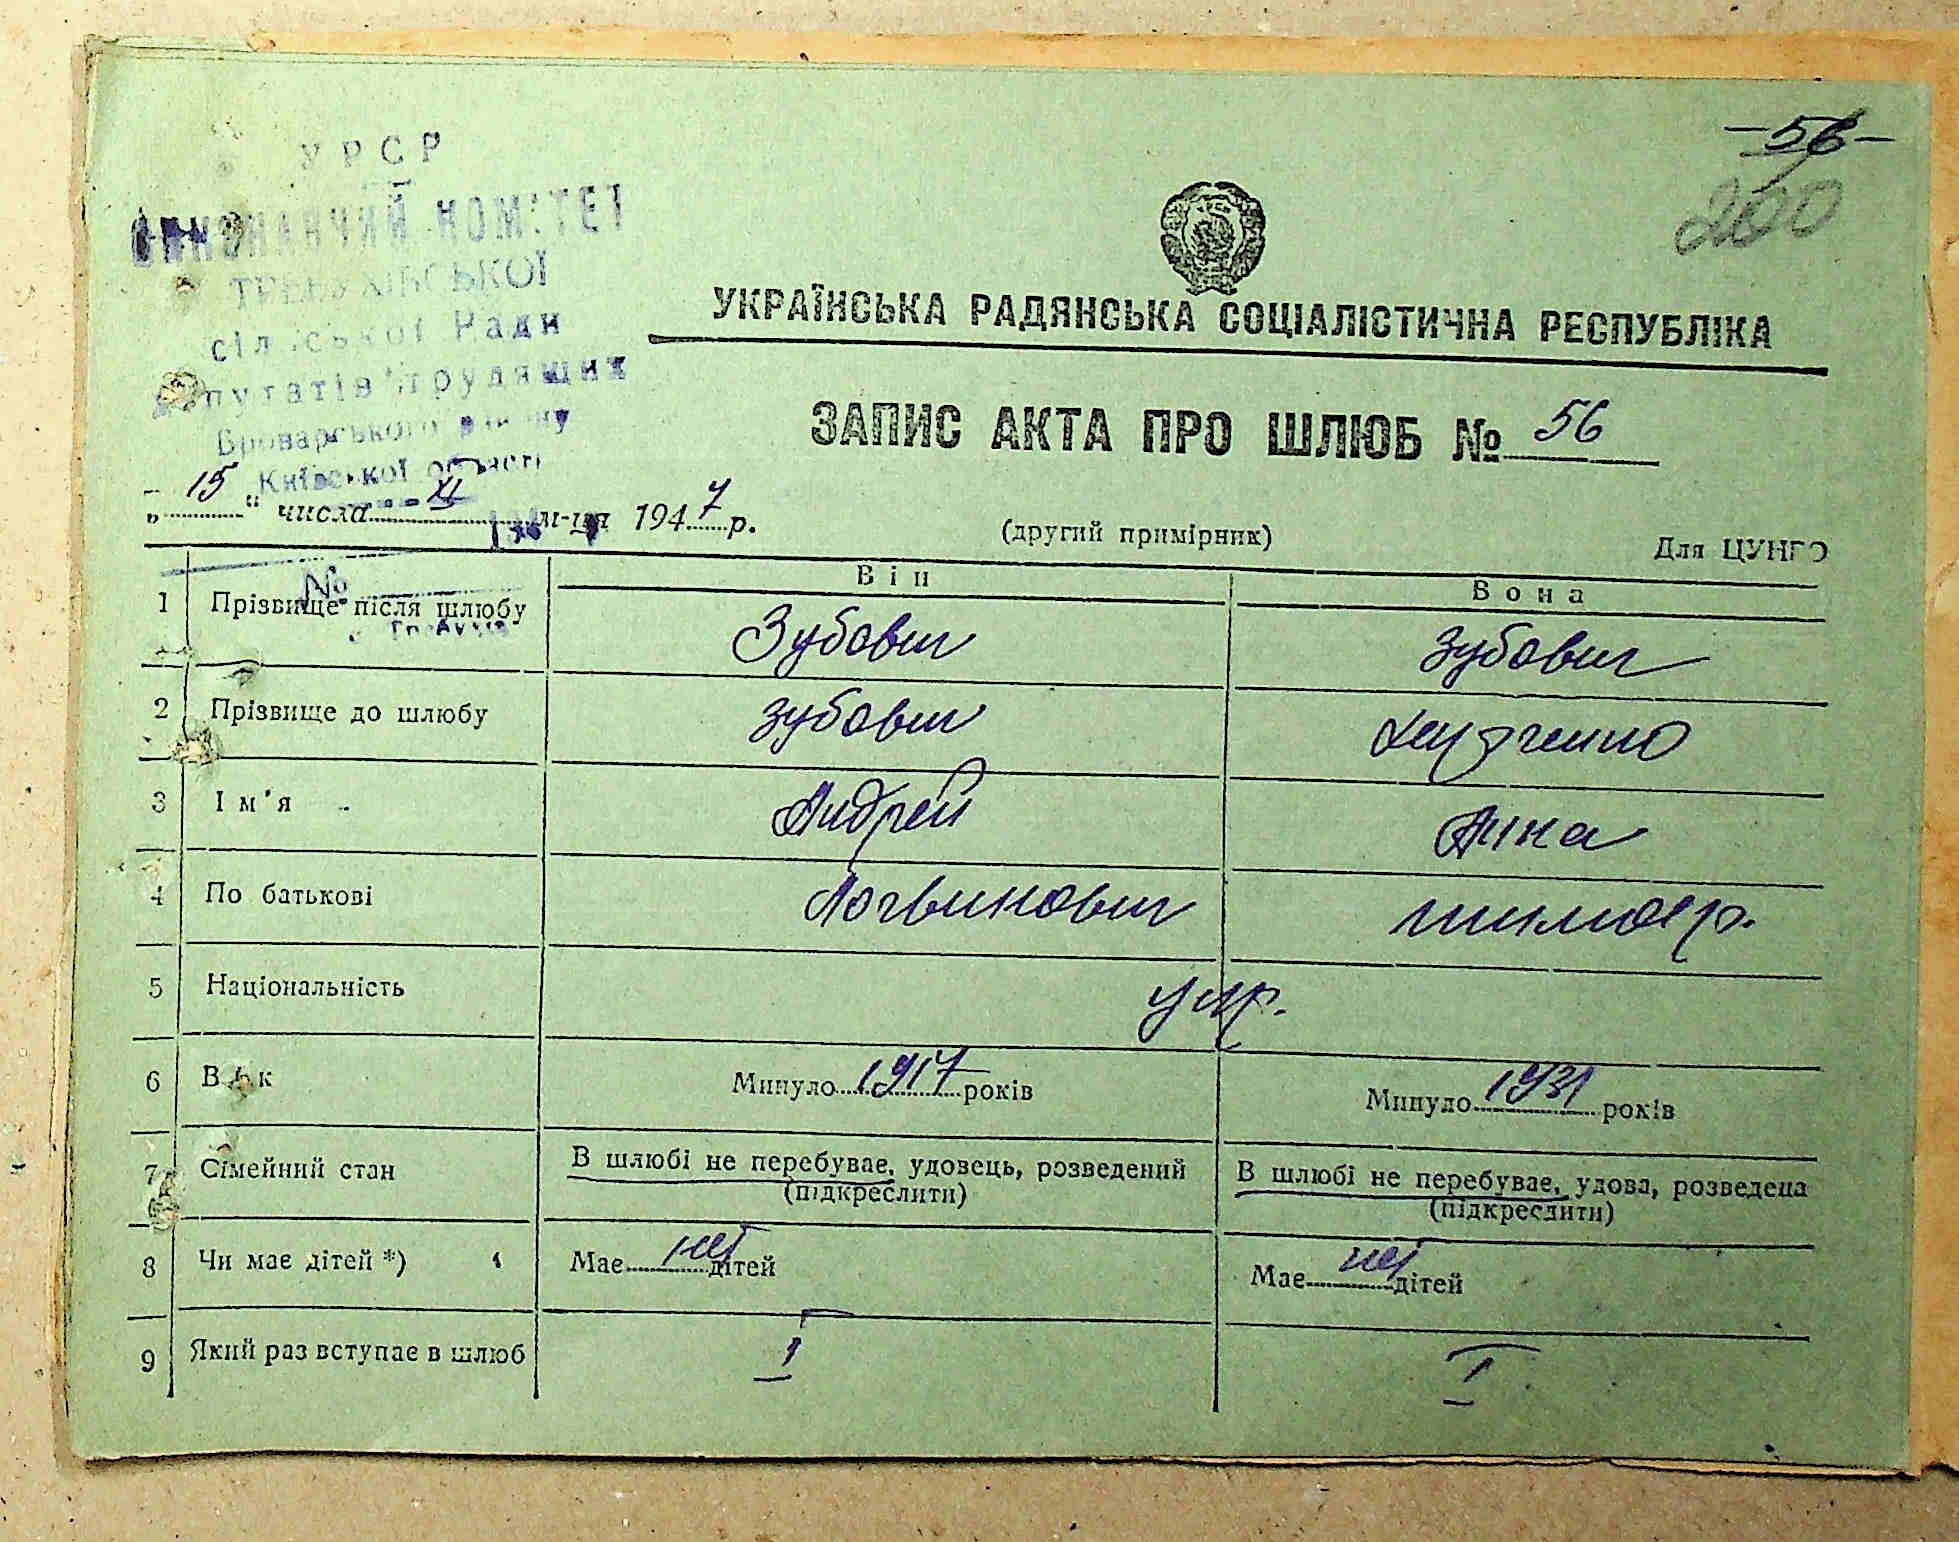 -56-
200
УРСР
ВИКОНАВЧИЙ КОМІТЕТ
ТРЕБУХІВСЬКОЇ
сільської Ради
депутатів трудящих
Броварського району
Київської області
УКРАЇНСЬКА РАДЯНСЬКА СОЦІАЛІСТИЧНА РЕСПУБЛІКА
ЗАПИС АКТА ПРО ШЛЮБ № 56
„ 15 “ числа XI м-ця 1947 р.
(другий примірник)
Для ЦУНГО
№
Він Вона
1 Прізвище після шлюбу Зубович Зубович
2 Прізвище до шлюбу Зубович
3 Ім'я Андрей Анна
4 По батькові Логвинович
5 Національність укр.
6 Вік Минуло 1917 років Минуло 1931 років
7 Сімейний стан В шлюбі не перебуває, удовець, розведений (підкреслити) В шлюбі не перебуває, удова, розведена (підкреслити)
8 Чи має дітей *) Має нет дітей Має нет дітей
9 Який раз вступає в шлюб I I